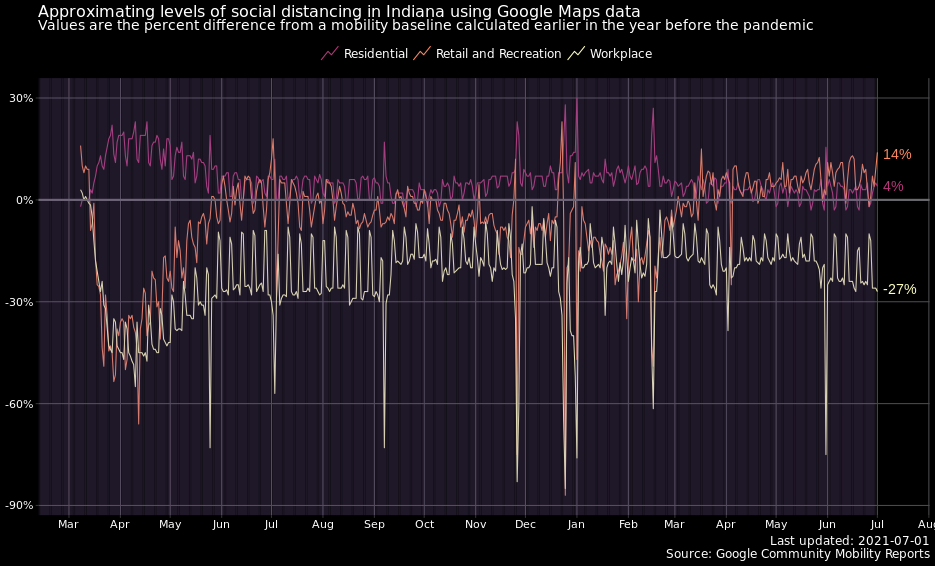 Approximating levels of social distancing in Indiana using Google Maps data
Values are the percent difference from a mobility baseline calculated earlier in the year before the pandemic
Residential Retail and Recreation Workplace
30%
0%
-30%
-60%
-90%
14%
4%
-27%
Mar Apr May Jun Jul Aug Sep Oct Nov Dec Jan Feb Mar Apr May Jun Jul Aug
Last updated: 2021-07-01
Source: Google Community Mobility Reports